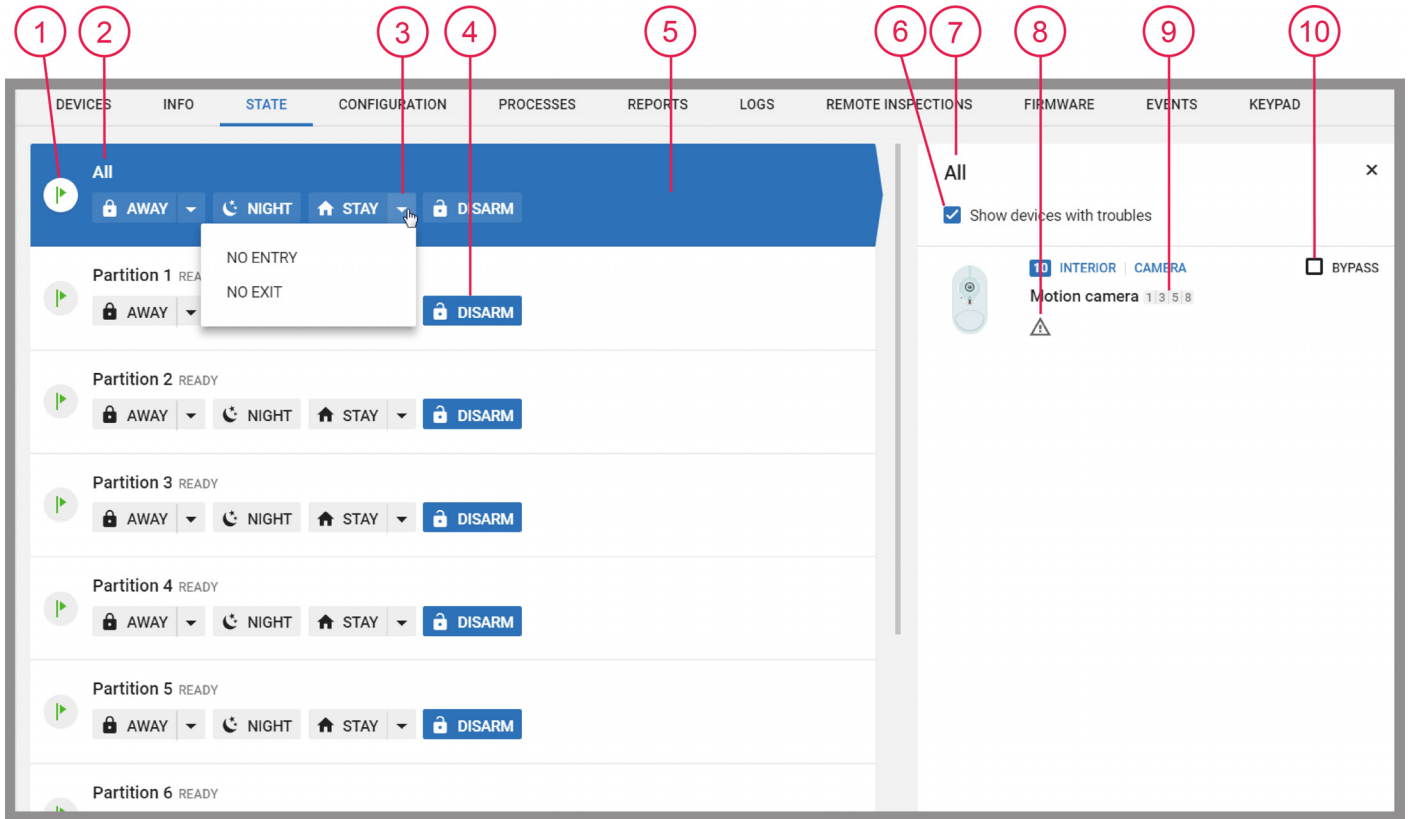 1 2 3 4 5 6 7 8 9 10
DEVICES INFO STATE CONFIGURATION PROCESSES REPORTS LOGS REMOTE INSPECTIONS FIRMWARE EVENTS KEYPAD
All
AWAY NIGHT STAY DISARM
NO ENTRY
NO EXIT
Partition 1 REA
AWAY DISARM
Partition 2 READY
AWAY NIGHT STAY DISARM
Partition 3 READY
AWAY NIGHT STAY DISARM
Partition 4 READY
AWAY NIGHT STAY DISARM
Partition 5 READY
AWAY NIGHT STAY DISARM
Partition 6 READY
All
Show devices with troubles
10 INTERIOR | CAMERA BYPASS
Motion camera 1 3 5 8